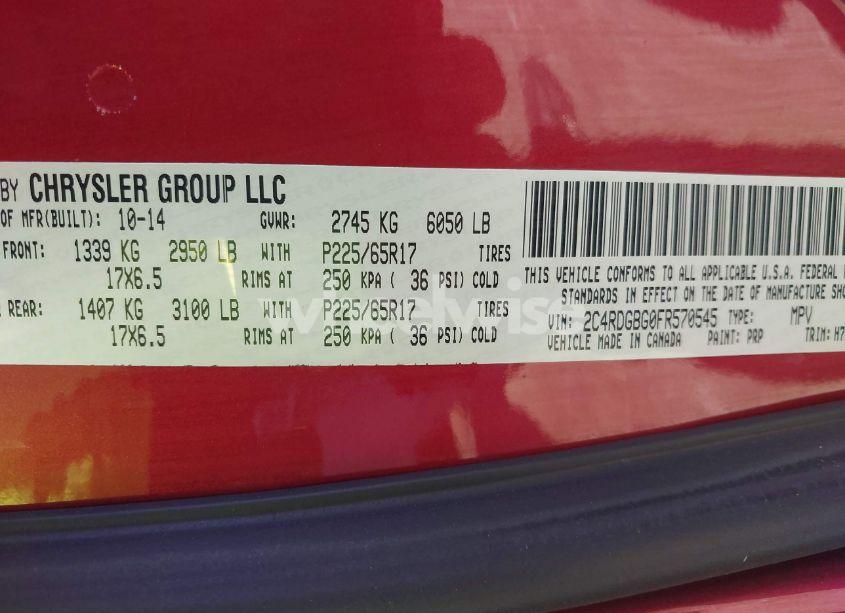 BY CHRYSLER GROUP LLC
OF MFR(BUILT): 10-14 GVWR: 2745 KG 6050 LB
FRONT: 1339 KG 2950 LB WITH P225/65R17 TIRES
17X6.5 RIMS AT 250 KPA ( 36 PSI) COLD
REAR: 1407 KG 3100 LB WITH P225/65R17 TIRES
17X6.5 RIMS AT 250 KPA ( 36 PSI) COLD
THIS VEHICLE CONFORMS TO ALL APPLICABLE U.S.A. FEDERAL
STANDARDS IN EFFECT ON THE DATE OF MANUFACTURE SHO
VIN: 2C4RDGBG0FR570545 TYPE: MPV
VEHICLE MADE IN CANADA PAINT: PRP TRIM: H7